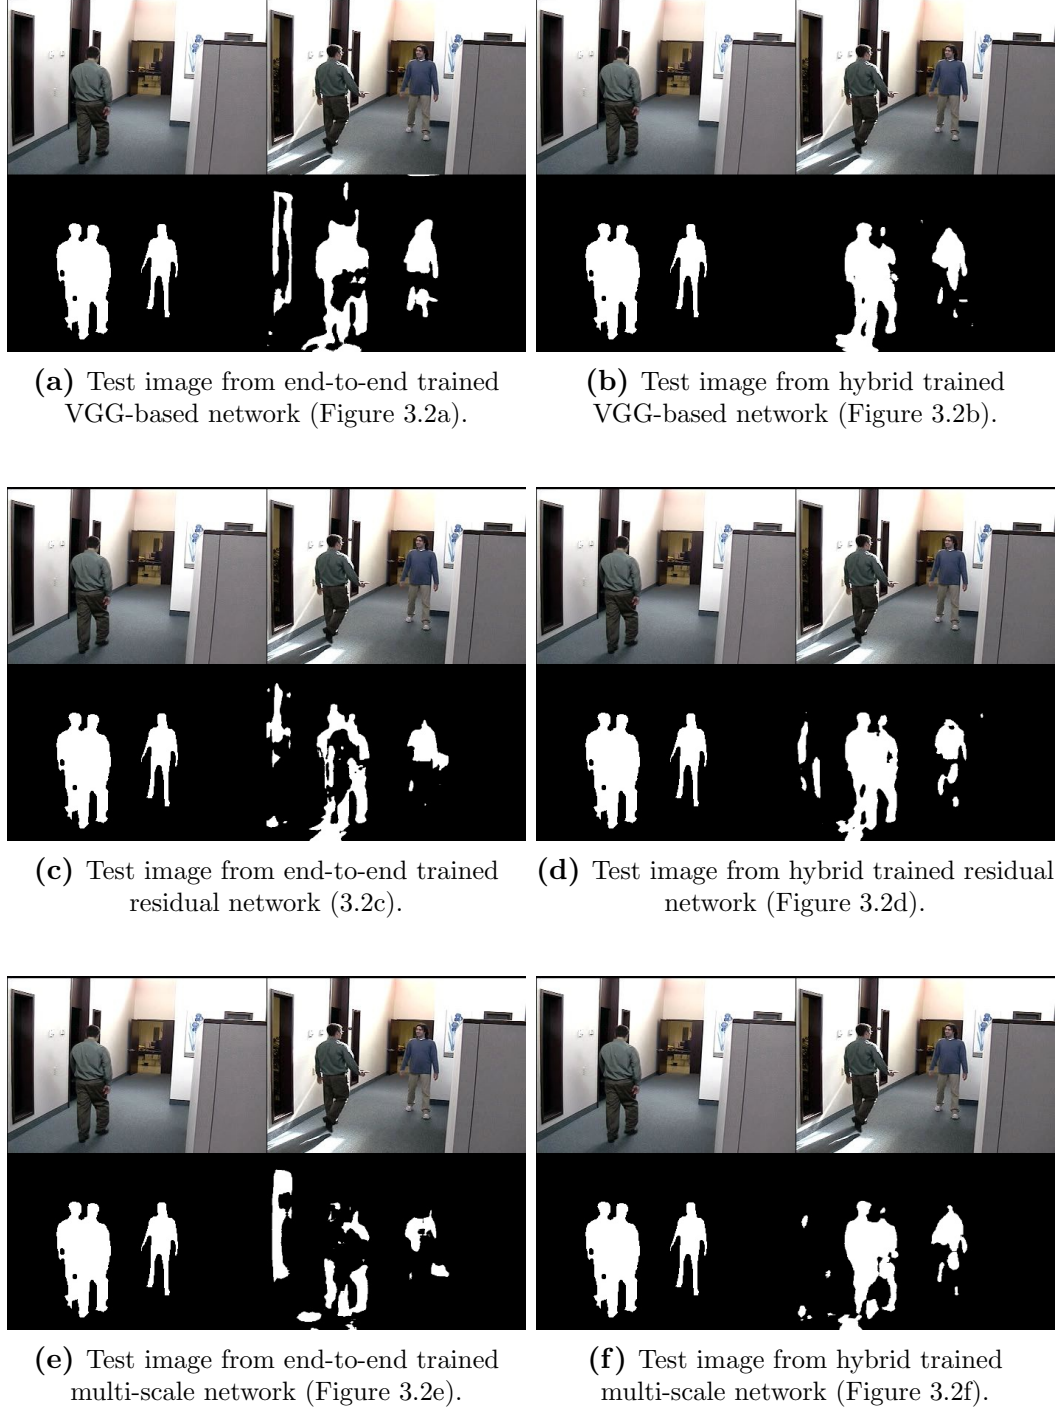 (a) Test image from end-to-end trained
VGG-based network (Figure 3.2a).
(b) Test image from hybrid trained
VGG-based network (Figure 3.2b).
(c) Test image from end-to-end trained
residual network (3.2c).
(d) Test image from hybrid trained residual
network (Figure 3.2d).
(e) Test image from end-to-end trained
multi-scale network (Figure 3.2e).
(f) Test image from hybrid trained
multi-scale network (Figure 3.2f).